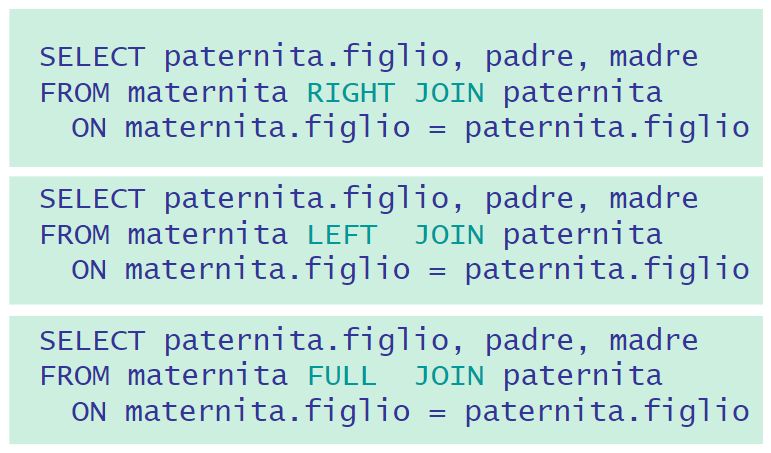 SELECT paternita.figlio, padre, madre
FROM maternita RIGHT JOIN paternita
ON maternita.figlio = paternita.figlio
SELECT paternita.figlio, padre, madre
FROM maternita LEFT JOIN paternita
ON maternita.figlio = paternita.figlio
SELECT paternita.figlio, padre, madre
FROM maternita FULL JOIN paternita
ON maternita.figlio = paternita.figlio